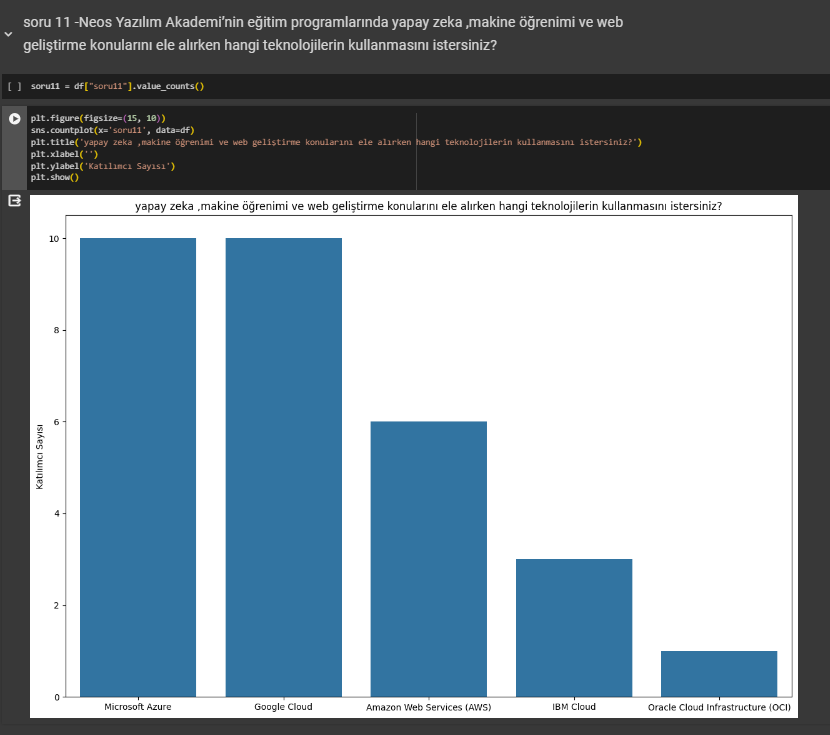 soru 11 -Neos Yazılım Akademi’nin eğitim programlarında yapay zeka ,makine öğrenimi ve web
geliştirme konularını ele alırken hangi teknolojilerin kullanmasını istersiniz?
[ ] soru11 = df["soru11"].value_counts()
plt.figure(figsize=(15, 10))
sns.countplot(x='soru11', data=df)
plt.title('yapay zeka ,makine öğrenimi ve web geliştirme konularını ele alırken hangi teknolojilerin kullanmasını istersiniz?')
plt.xlabel('')
plt.ylabel('Katılımcı Sayısı')
plt.show()
yapay zeka ,makine öğrenimi ve web geliştirme konularını ele alırken hangi teknolojilerin kullanmasını istersiniz?
10
8
6
4
2
0
Katılımcı Sayısı
Microsoft Azure
Google Cloud
Amazon Web Services (AWS)
IBM Cloud
Oracle Cloud Infrastructure (OCI)